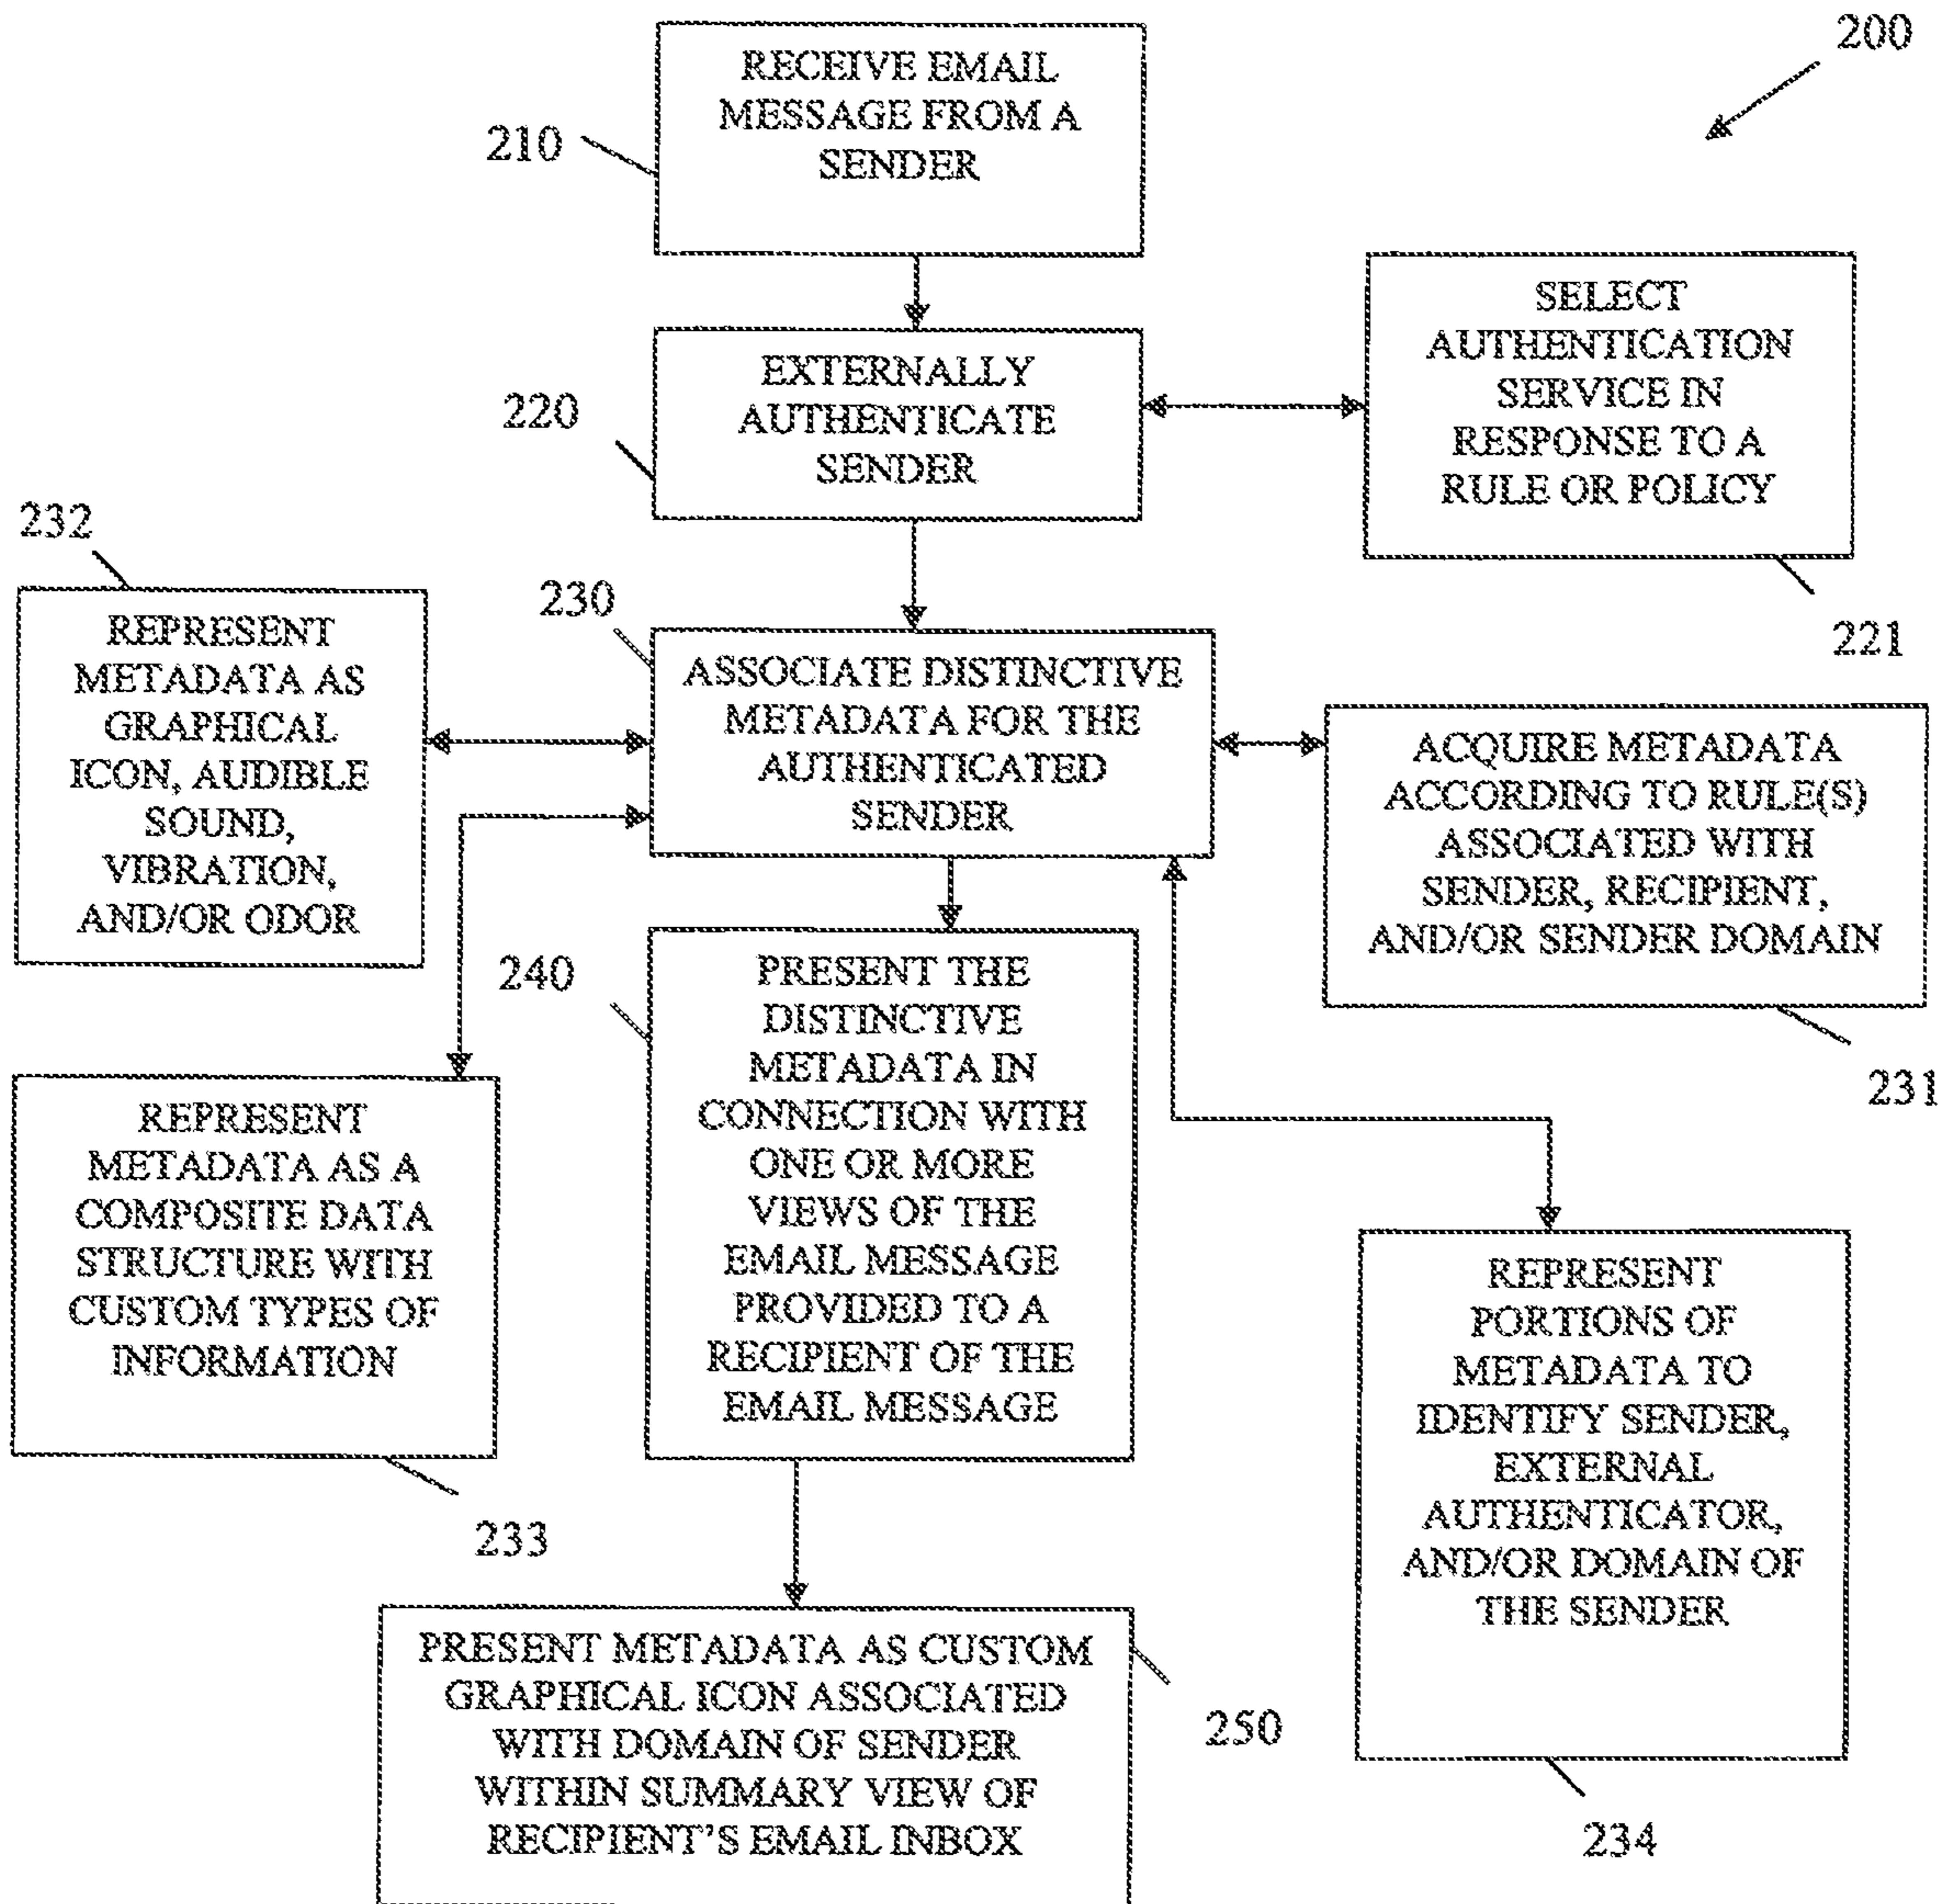 200
RECEIVE EMAIL
MESSAGE FROM A
SENDER
210
EXTERNALLY
AUTHENTICATE
SENDER
220
SELECT
AUTHENTICATION
SERVICE IN
RESPONSE TO A
RULE OR POLICY
221
232
REPRESENT
METADATA AS
GRAPHICAL
ICON, AUDIBLE
SOUND,
VIBRATION,
AND/OR ODOR
230
ASSOCIATE DISTINCTIVE
METADATA FOR THE
AUTHENTICATED
SENDER
ACQUIRE METADATA
ACCORDING TO RULE(S)
ASSOCIATED WITH
SENDER, RECIPIENT,
AND/OR SENDER DOMAIN
231
240
PRESENT THE
DISTINCTIVE
METADATA IN
CONNECTION WITH
ONE OR MORE
VIEWS OF THE
EMAIL MESSAGE
PROVIDED TO A
RECIPIENT OF THE
EMAIL MESSAGE
REPRESENT
METADATA AS A
COMPOSITE DATA
STRUCTURE WITH
CUSTOM TYPES OF
INFORMATION
233
REPRESENT
PORTIONS OF
METADATA TO
IDENTIFY SENDER,
EXTERNAL
AUTHENTICATOR,
AND/OR DOMAIN OF
THE SENDER
234
PRESENT METADATA AS CUSTOM
GRAPHICAL ICON ASSOCIATED
WITH DOMAIN OF SENDER
WITHIN SUMMARY VIEW OF
RECIPIENT'S EMAIL INBOX
250